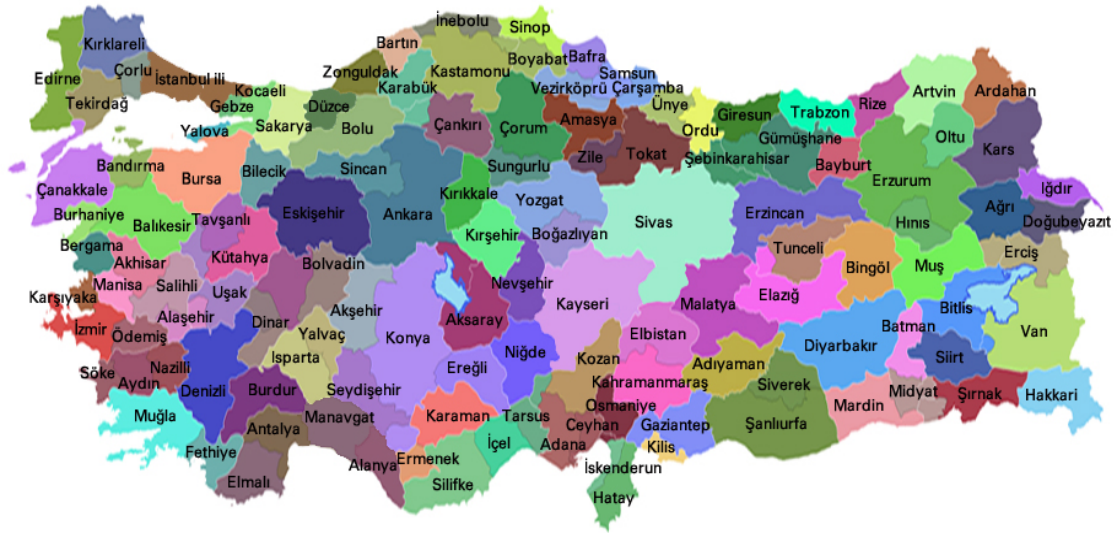 İnebolu
Sinop
Kırklareli
Bartın
Boyabat
Bafra
Edirne
Çorlu
İstanbul ili
Zonguldak
Kastamonu
Samsun
Tekirdağ
Kocaeli
Gebze
Karabük
Vezirköprü
Çarşamba
Ünye
Artvin
Ardahan
Düzce
Rize
Yalova
Sakarya
Bolu
Çankırı
Çorum
Amasya
Ordu
Giresun
Trabzon
Gümüşhane
Oltu
Kars
Bandırma
Bursa
Bilecik
Sincan
Sungurlu
Zile
Tokat
Şebinkarahisar
Bayburt
Erzurum
Çanakkale
Kırıkkale
Iğdır
Burhaniye
Balıkesir
Tavşanlı
Eskişehir
Ankara
Yozgat
Sivas
Erzincan
Hınıs
Ağrı
Doğubeyazıt
Bergama
Akhisar
Kütahya
Kırşehir
Boğazlıyan
Tunceli
Bingöl
Muş
Erciş
Manisa
Salihli
Uşak
Bolvadin
Nevşehir
Kayseri
Malatya
Elazığ
Bitlis
Karşıyaka
Alaşehir
Akşehir
Aksaray
İzmir
Ödemiş
Dinar
Yalvaç
Konya
Elbistan
Batman
Van
Söke
Nazilli
Isparta
Niğde
Kozan
Diyarbakır
Siirt
Aydın
Denizli
Burdur
Seydişehir
Ereğli
Kahramanmaraş
Adıyaman
Siverek
Midyat
Şırnak
Hakkari
Muğla
Antalya
Manavgat
Karaman
Tarsus
Osmaniye
Ceyhan
Gaziantep
Şanlıurfa
Mardin
Fethiye
İçel
Adana
Kilis
Elmalı
Alanya
Ermenek
Silifke
İskenderun
Hatay